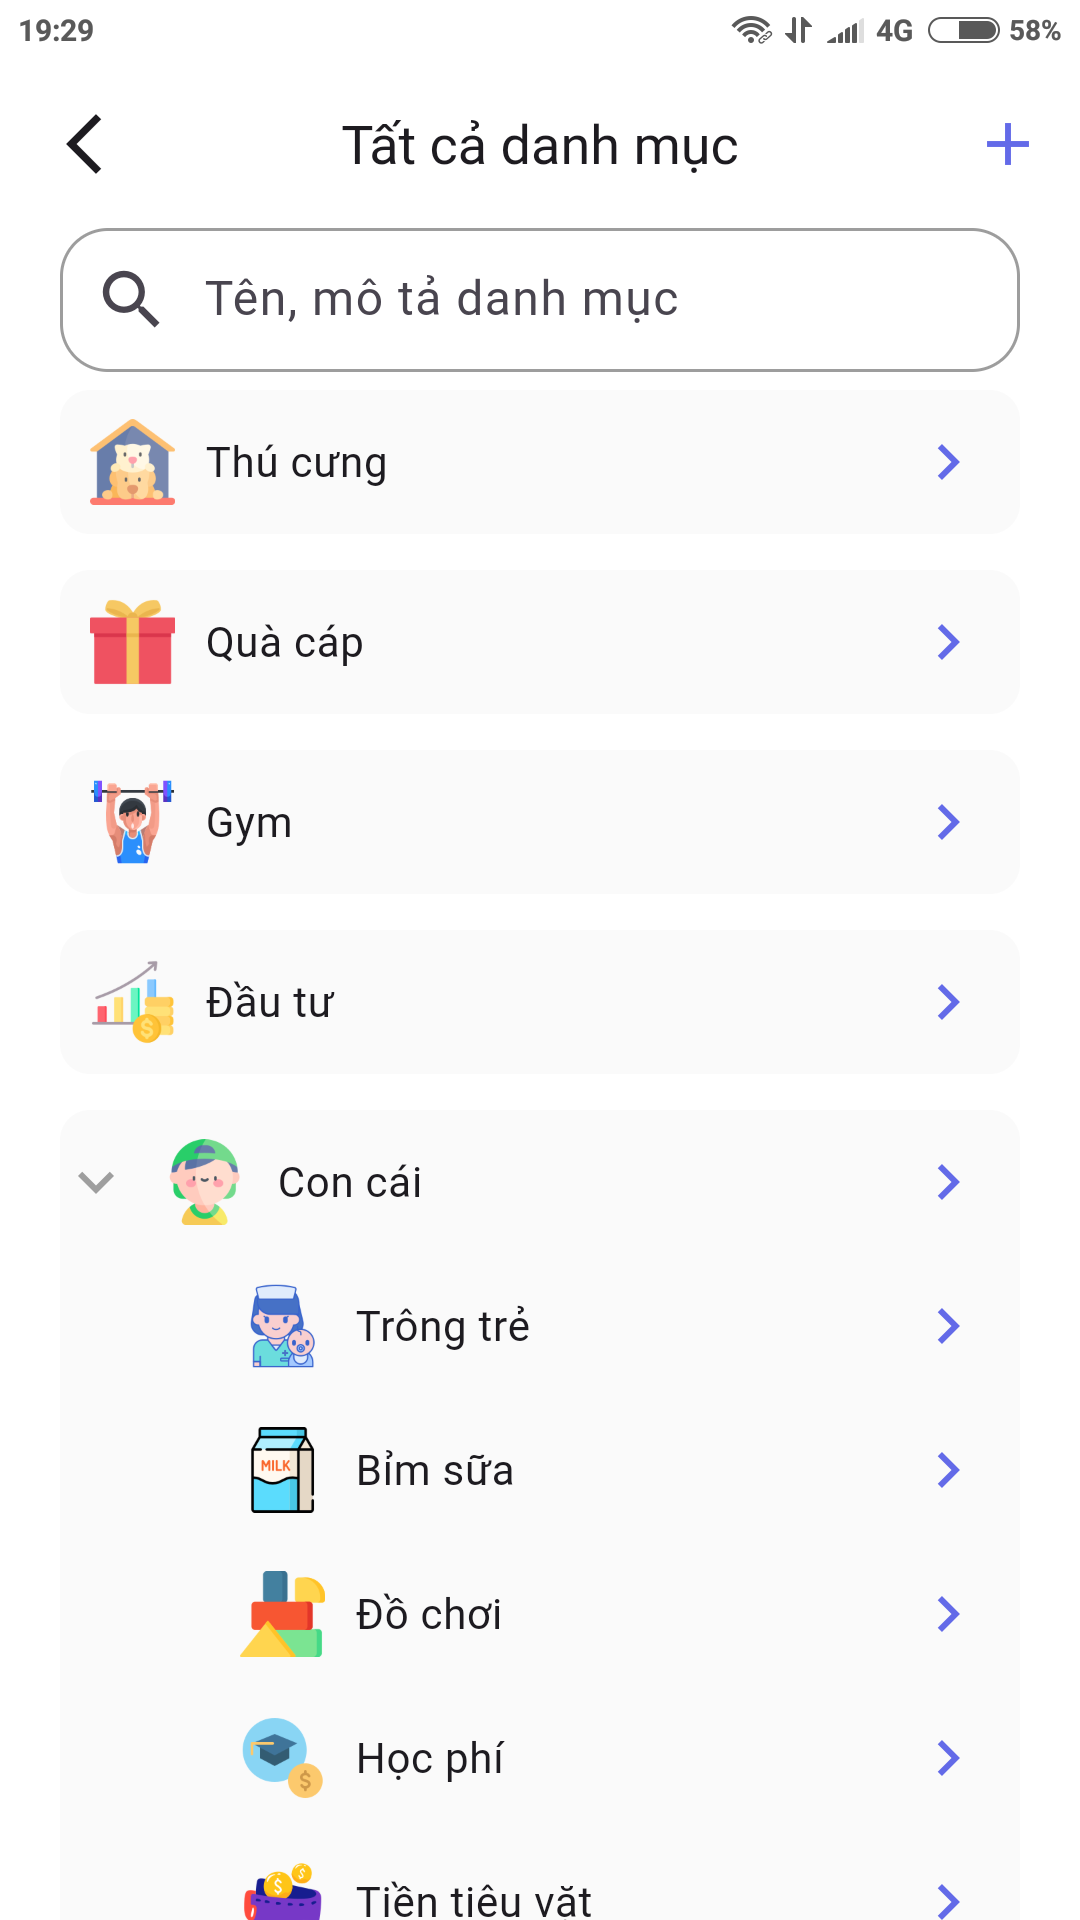 19:29 4G 58%
Tất cả danh mục
Tên, mô tả danh mục
Thú cưng
Quà cáp
Gym
Đầu tư
Con cái
Trông trẻ
MILK
Bỉm sữa
Đồ chơi
Học phí
Tiền tiêu vặt